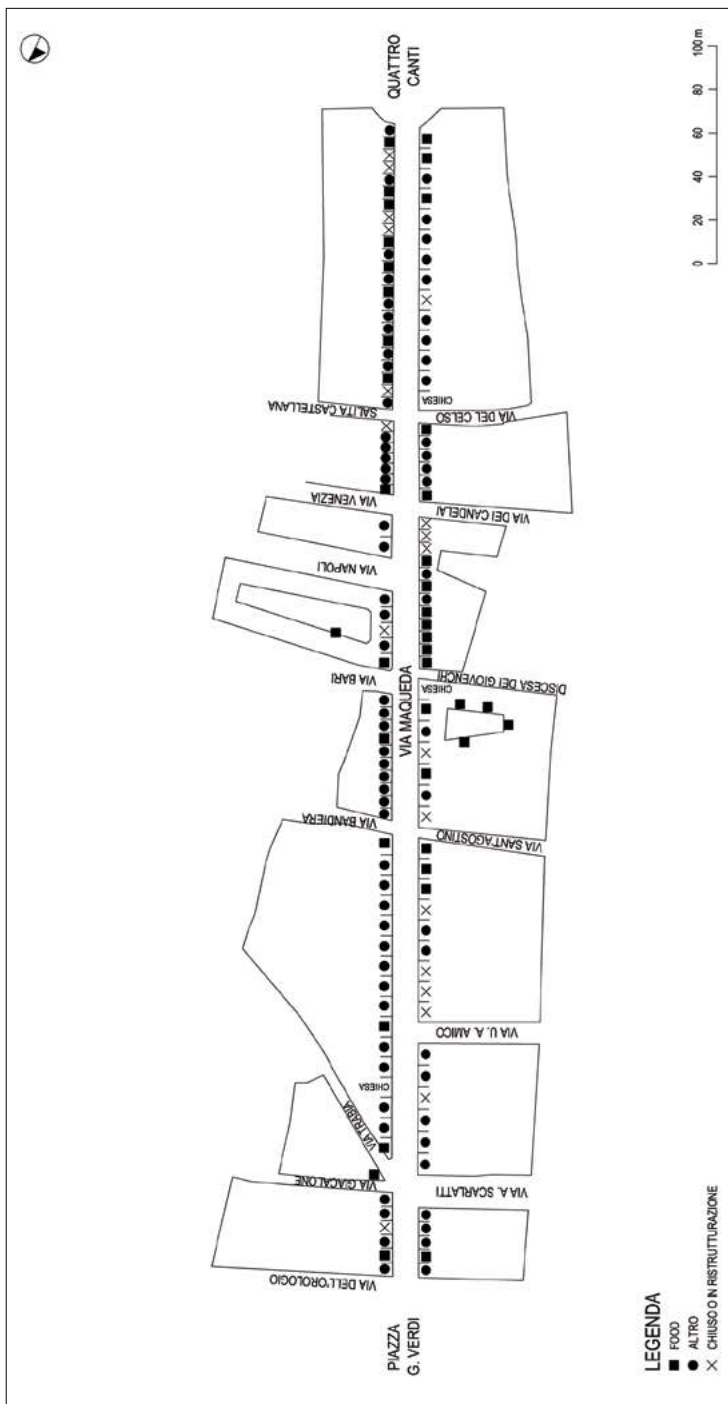 QUATTRO
CANTI
SALITA CASTELLANA
VIA VENEZIA
VIA NAPOLI
VIA BARI
VIA BANDIERA
CHIESA
VIA TRABIA
VIA GIACALONE
VIA DELL'OROLOGIO
VIA MAQUEDA
CHIESA
VIA DEL CELSO
VIA DEI CANDELAI
DISCESA DEI GIOVENCHI
CHIESA
VIA SANT'AGOSTINO
VIA U. A. AMICO
VIA A. SCARLATTI
PIAZZA
G. VERDI
0 20 40 60 80 100 m
LEGENDA
FOOD
ALTRO
CHIUSO O IN RISTRUTTURAZIONE